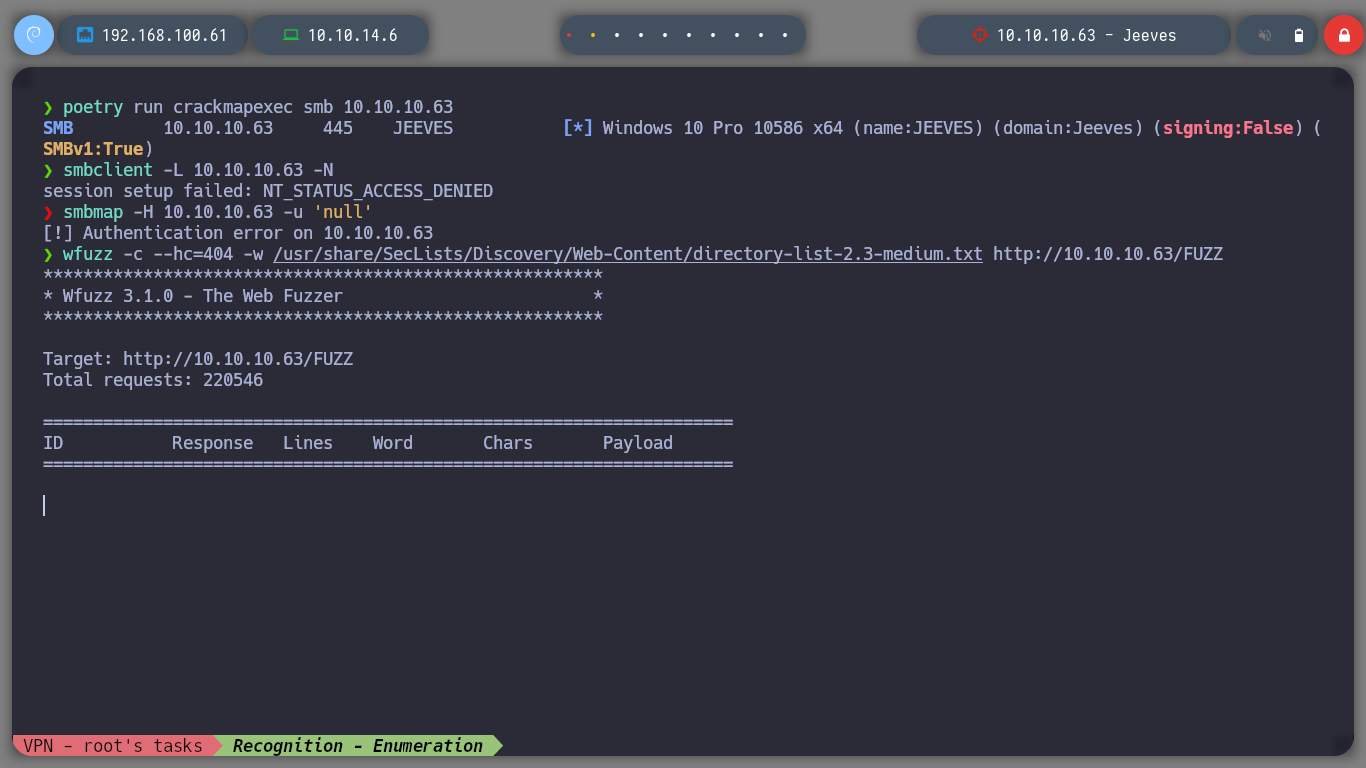 192.168.100.61 10.10.14.6 10.10.10.63 - Jeeves
❯ poetry run crackmapexec smb 10.10.10.63
SMB 10.10.10.63 445 JEEVES [*] Windows 10 Pro 10586 x64 (name:JEEVES) (domain:Jeeves) (signing:False) (
SMBv1:True)
❯ smbclient -L 10.10.10.63 -N
session setup failed: NT_STATUS_ACCESS_DENIED
❯ smbmap -H 10.10.10.63 -u 'null'
[!] Authentication error on 10.10.10.63
❯ wfuzz -c --hc=404 -w /usr/share/SecLists/Discovery/Web-Content/directory-list-2.3-medium.txt http://10.10.10.63/FUZZ
********************************************************
* Wfuzz 3.1.0 - The Web Fuzzer                         *
********************************************************
Target: http://10.10.10.63/FUZZ
Total requests: 220546
=====================================================================
ID           Response   Lines    Word       Chars       Payload
=====================================================================
VPN - root's tasks Recognition - Enumeration